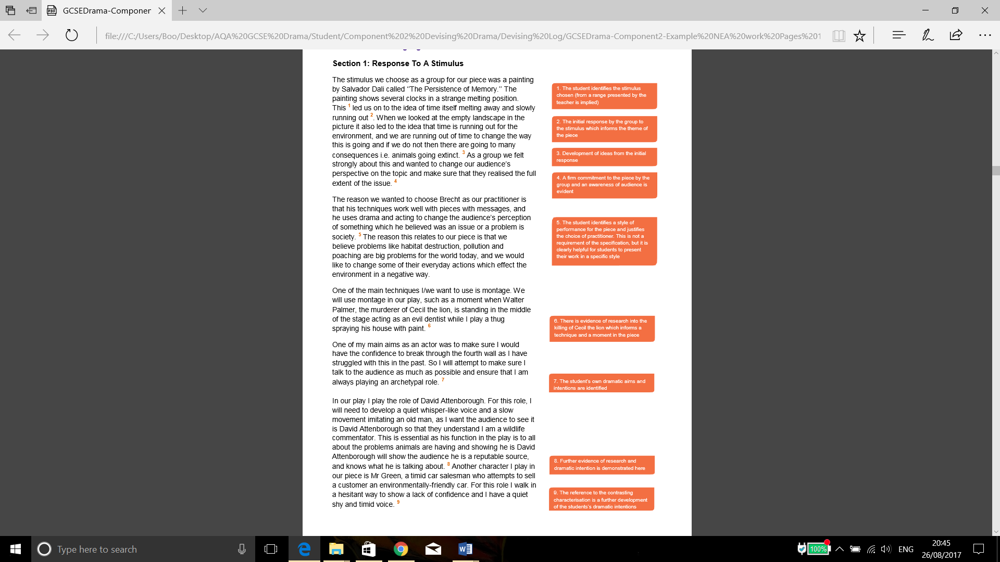 GCSEDrama-Componer
file:///C:/Users/Boo/Desktop/AQA%20GCSE%20Drama/Student/Component%202%20Devising%20Drama/Devising%20Log/GCSEDrama-Component2-Example%20NEA%20work%20Pages%201
Section 1: Response To A Stimulus
The stimulus we choose as a group for our piece was a painting
by Salvador Dali called “The Persistence of Memory.” The
painting shows several clocks in a strange melting position.
This 1 led us on to the idea of time itself melting away and slowly
running out 2. When we looked at the empty landscape in the
picture it also led to the idea that time is running out for the
environment, and we are running out of time to change the way
this is going and if we do not then there are going to many
consequences i.e. animals going extinct. 3 As a group we felt
strongly about this and wanted to change our audience’s
perspective on the topic and make sure that they realised the full
extent of the issue. 4
The reason we wanted to choose Brecht as our practitioner is
that his techniques work well with pieces with messages, and
he uses drama and acting to change the audience’s perception
of something which he believed was an issue or a problem is
society. 5 The reason this relates to our piece is that we
believe problems like habitat destruction, pollution and
poaching are big problems for the world today, and we would
like to change some of their everyday actions which effect the
environment in a negative way.
One of the main techniques I/we want to use is montage. We
will use montage in our play, such as a moment when Walter
Palmer, the murderer of Cecil the lion, is standing in the middle
of the stage acting as an evil dentist while I play a thug
spraying his house with paint. 6
One of my main aims as an actor was to make sure I would
have the confidence to break through the fourth wall as I have
struggled with this in the past. So I will attempt to make sure I
talk to the audience as much as possible and ensure that I am
always playing an archetypal role. 7
In our play I play the role of David Attenborough. For this role, I
will need to develop a quiet whisper-like voice and a slow
movement imitating an old man, as I want the audience to see it
is David Attenborough so that they understand I am a wildlife
commentator. This is essential as his function in the play is to all
about the problems animals are having and showing he is David
Attenborough will show the audience he is a reputable source,
and knows what he is talking about. 8 Another character I play in
our piece is Mr Green, a timid car salesman who attempts to sell
a customer an environmentally-friendly car. For this role I walk in
a hesitant way to show a lack of confidence and I have a quiet
shy and timid voice. 9
1. The student identifies the stimulus
chosen (from a range presented by the
teacher is implied)
2. The initial response by the group to
the stimulus which informs the theme of
the piece
3. Development of ideas from the initial
response
4. A firm commitment to the piece by the
group and an awareness of audience is
evident
5. The student identifies a style of
performance for the piece and justifies
the choice of practitioner. This is not a
requirement of the specification, but it is
clearly helpful for students to present
their work in a specific style
6. There is evidence of research into the
killing of Cecil the lion which informs a
technique and a moment in the piece
7. The student’s own dramatic aims and
intentions are identified
8. Further evidence of research and
dramatic intention is demonstrated here
9. The reference to the contrasting
characterisation is a further development
of the students’s dramatic intentions
Type here to search
100%
ENG
20:45
26/08/2017